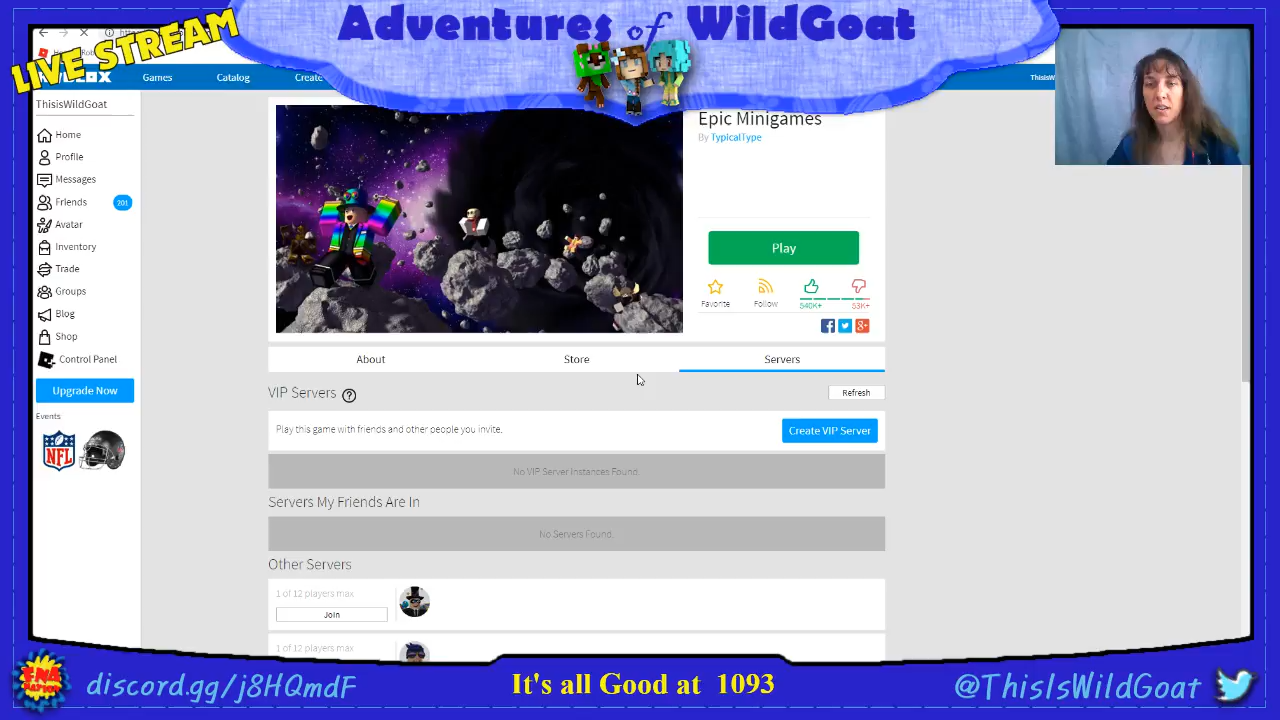 Adventures of WildGoat
LIVE STREAM
Games
Catalog
Create
ThisisWildGoat
Home
Profile
Messages
Friends
201
Avatar
Inventory
Trade
Groups
Blog
Shop
Control Panel
Upgrade Now
Events
NFL
Epic Minigames
By TypicalType
Play
Favorite
Follow
540K+
53K+
About
Store
Servers
VIP Servers
Refresh
Play this game with friends and other people you invite.
Create VIP Server
No VIP Server Instances Found.
Servers My Friends Are In
No Servers Found.
Other Servers
1 of 12 players max
Join
1 of 12 players max
discord.gg/j8HQmdF
It's all Good at 1093
@ThisIsWildGoat